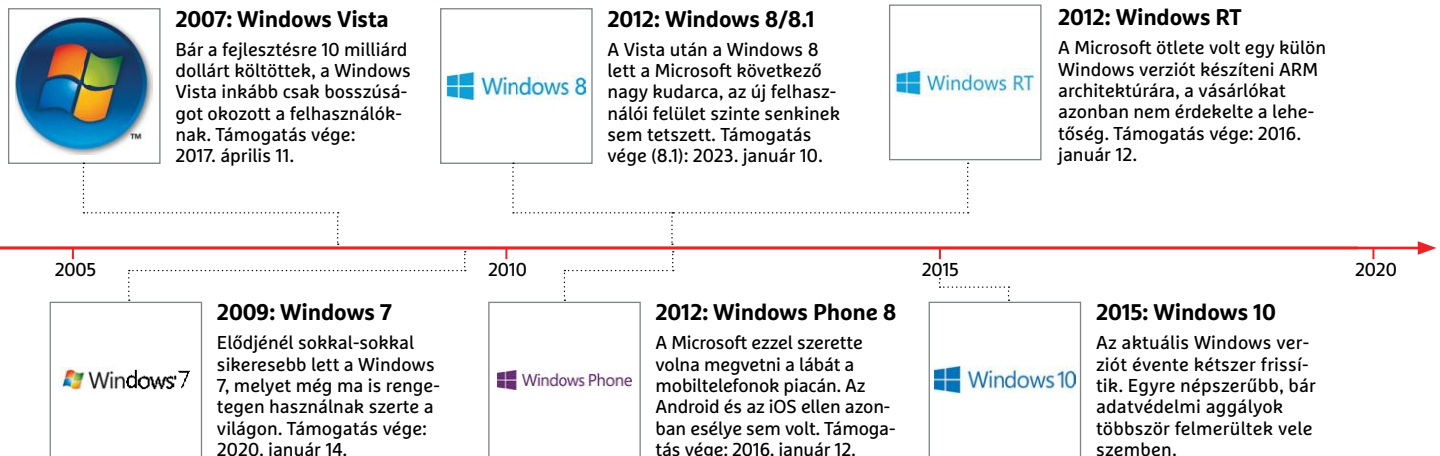 2007: Windows Vista
Bár a fejlesztésre 10 milliárd
dollárt költöttek, a Windows
Vista inkább csak bosszúsá-
got okozott a felhasználók-
nak. Támogatás vége:
2017. április 11.
TM
2012: Windows 8/8.1
A Vista után a Windows 8
lett a Microsoft következő
nagy kudarca, az új felhasz-
nálói felület szinte senkinek
sem tetszett. Támogatás
vége (8.1): 2023. január 10.
Windows 8
2012: Windows RT
A Microsoft ötlete volt egy külön
Windows verziót készíteni ARM
architektúrára, a vásárlókat
azonban nem érdekelte a lehe-
tőség. Támogatás vége: 2016.
január 12.
Windows RT
2005
2010
2015
2020
2009: Windows 7
Elődjénél sokkal-sokkal
sikeresebb lett a Windows
7, melyet még ma is renge-
tegen használnak szerte a
világon. Támogatás vége:
2020. január 14.
Windows 7
2012: Windows Phone 8
A Microsoft ezzel szerette
volna megvetni a lábát a
mobiltelefonok piacán. Az
Android és az iOS ellen azon-
ban esélye sem volt. Támoga-
tás vége: 2016. január 12.
Windows Phone
2015: Windows 10
Az aktuális Windows ver-
ziót évente kétszer frissí-
tik. Egyre népszerűbb, bár
adatvédelmi aggályok
többször felmerültek vele
szemben.
Windows 10